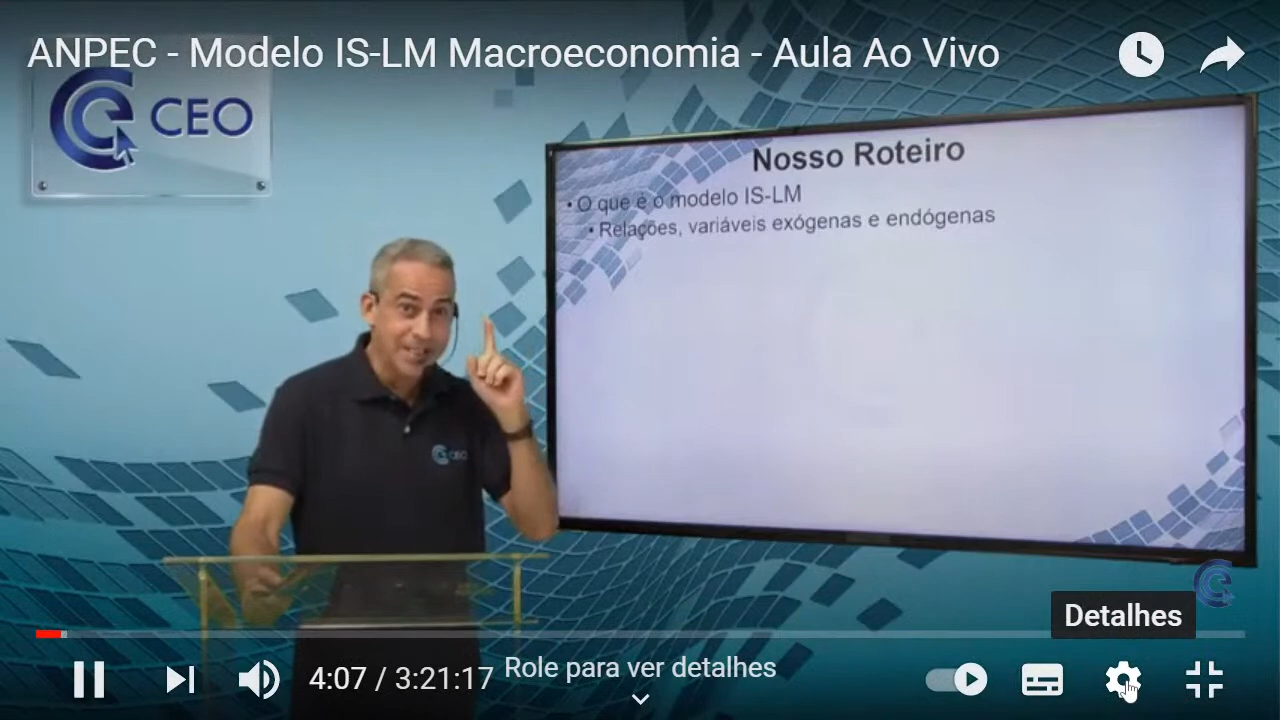 ANPEC - Modelo IS-LM Macroeconomia - Aula Ao Vivo
CEO
Nosso Roteiro
• O que é o modelo IS-LM
• Relações, variáveis exógenas e endógenas
CEO
Detalhes
4:07 / 3:21:17
Role para ver detalhes